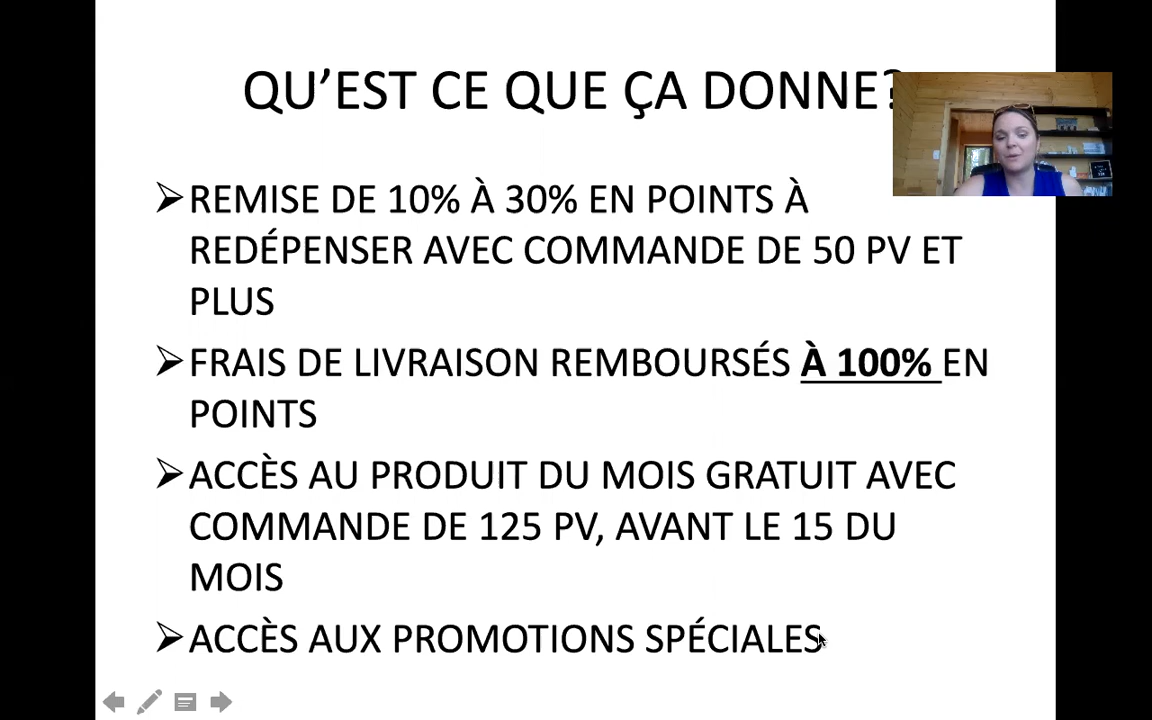 QU’EST CE QUE ÇA DONNE?
REMISE DE 10% À 30% EN POINTS À
REDÉPENSER AVEC COMMANDE DE 50 PV ET
PLUS
FRAIS DE LIVRAISON REMBOURSÉS À 100% EN
POINTS
ACCÈS AU PRODUIT DU MOIS GRATUIT AVEC
COMMANDE DE 125 PV, AVANT LE 15 DU
MOIS
ACCÈS AUX PROMOTIONS SPÉCIALES